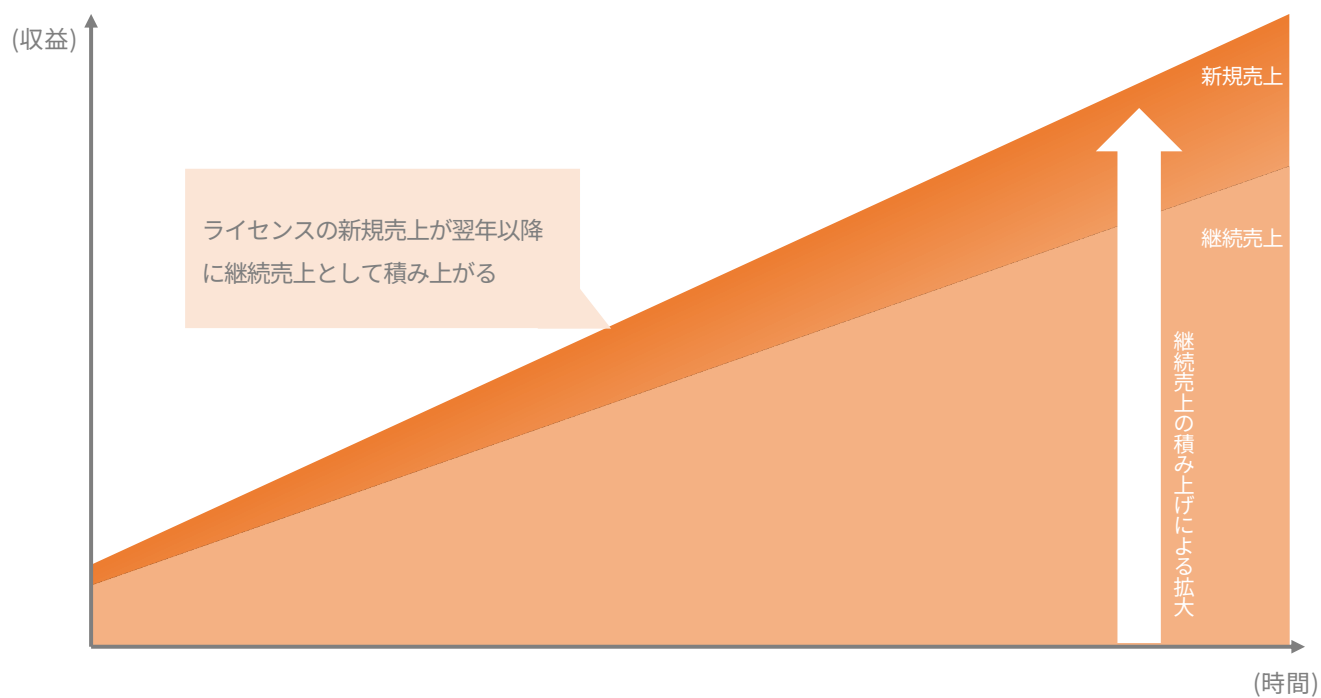 (収益)
新規売上
ライセンスの新規売上が翌年以降
に継続売上として積み上がる
継続売上
継続売上の積み上げによる拡大
(時間)